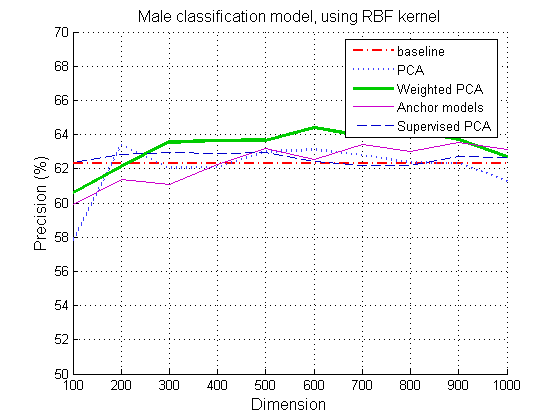 Male classification model, using RBF kernel
70
68
66
64
62
60
58
56
54
52
50
Precision (%)
baseline
PCA
Weighted PCA
Anchor models
Supervised PCA
100 200 300 400 500 600 700 800 900 1000
Dimension